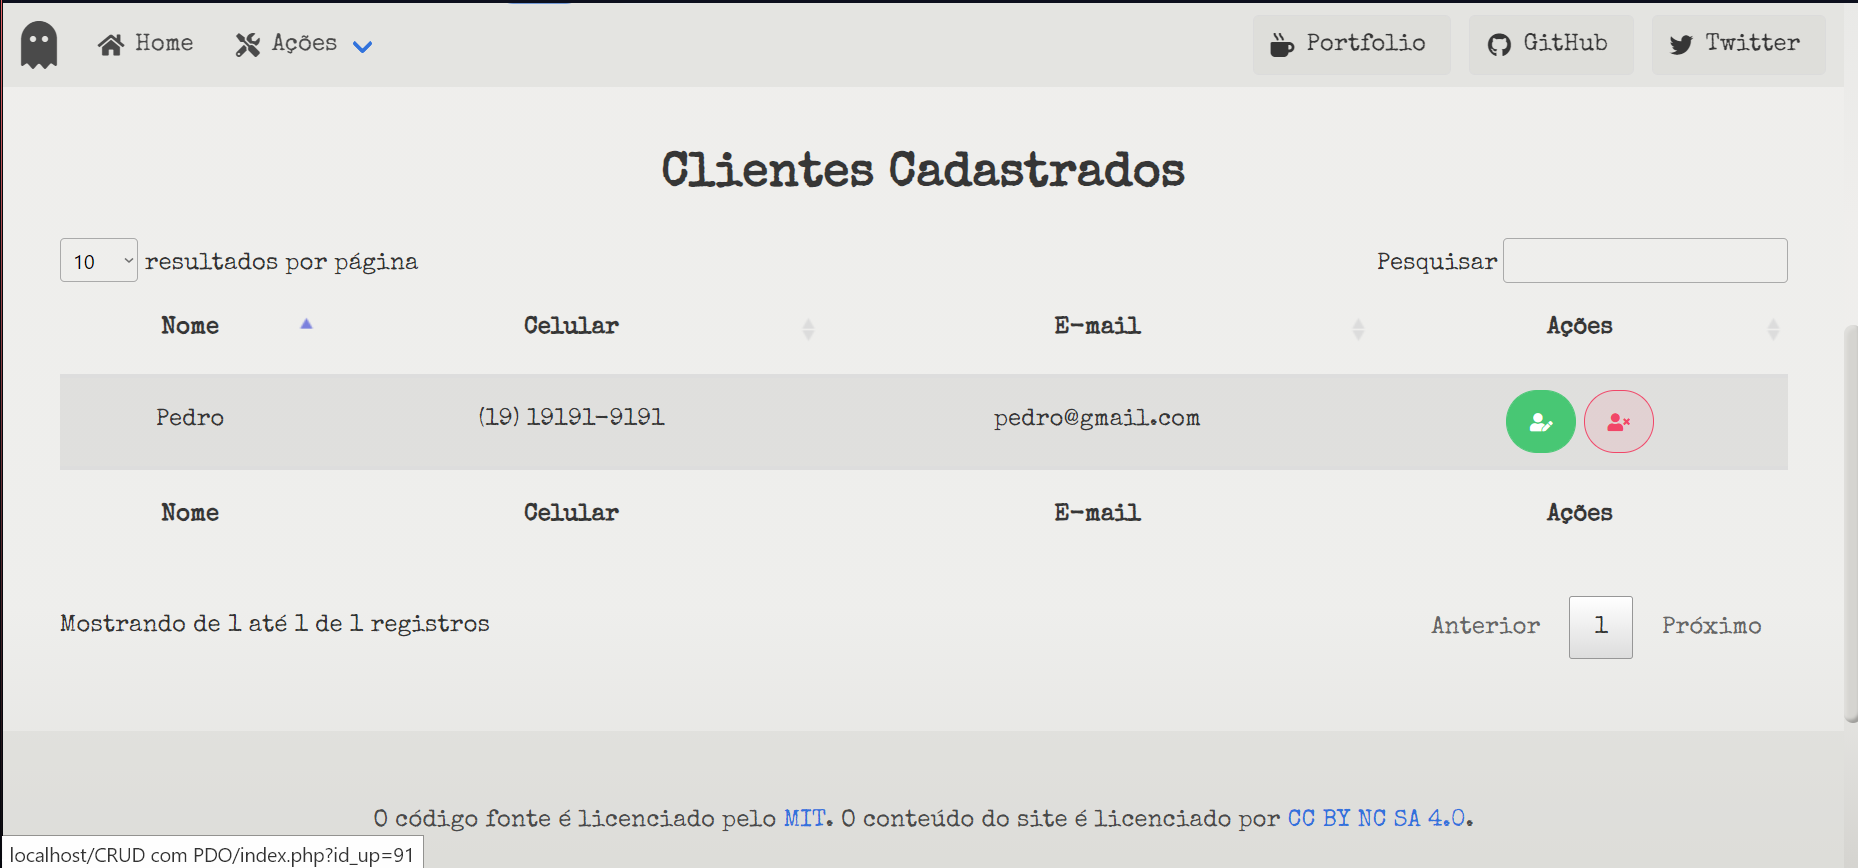 Home Ações Portfolio GitHub Twitter
Clientes Cadastrados
10 resultados por página Pesquisar
Nome Celular E-mail Ações
Pedro (19) 19191-9191 pedro@gmail.com
Nome Celular E-mail Ações
Mostrando de 1 até 1 de 1 registros Anterior 1 Próximo
O código fonte é licenciado pelo MIT. O conteúdo do site é licenciado por CC BY NC SA 4.0.
localhost/CRUD com PDO/index.php?id_up=91